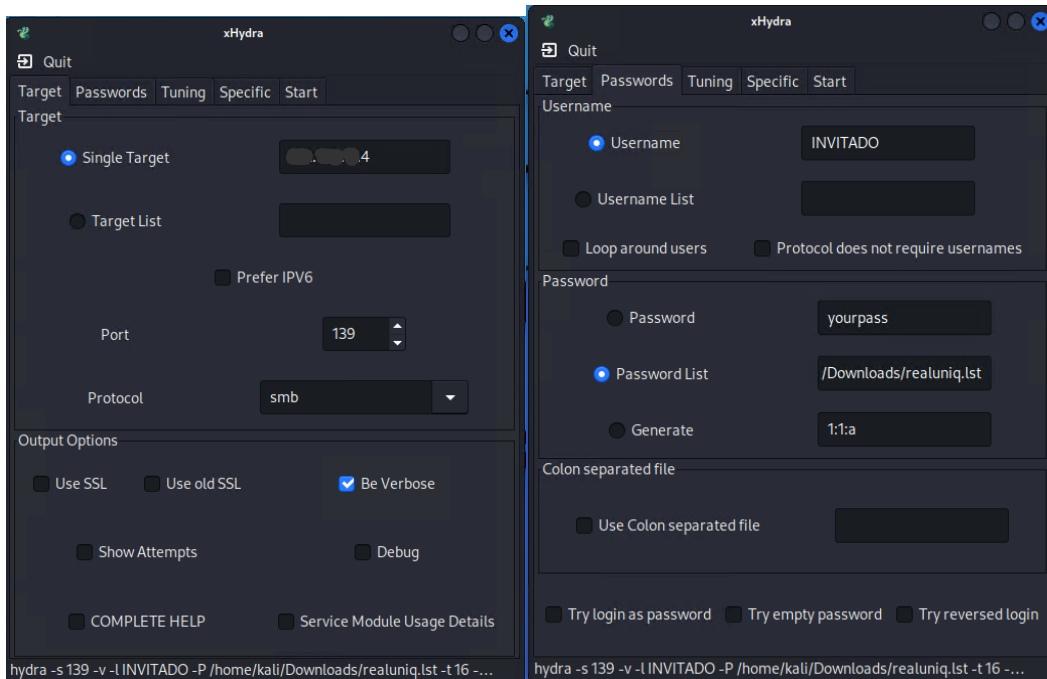 xHydra
Quit
Target Passwords Tuning Specific Start
Target
Single Target .4
Target List
Prefer IPV6
Port 139
Protocol smb
Output Options
Use SSL Use old SSL Be Verbose
Show Attempts Debug
COMPLETE HELP Service Module Usage Details
hydra -s 139 -v -l INVITADO -P /home/kali/Downloads/realuniq.lst -t 16 -...
xHydra
Quit
Target Passwords Tuning Specific Start
Username
Username INVITADO
Username List
Loop around users Protocol does not require usernames
Password
Password yourpass
Password List /Downloads/realuniq.lst
Generate 1:1:a
Colon separated file
Use Colon separated file
Try login as password Try empty password Try reversed login
hydra -s 139 -v -l INVITADO -P /home/kali/Downloads/realuniq.lst -t 16 -...